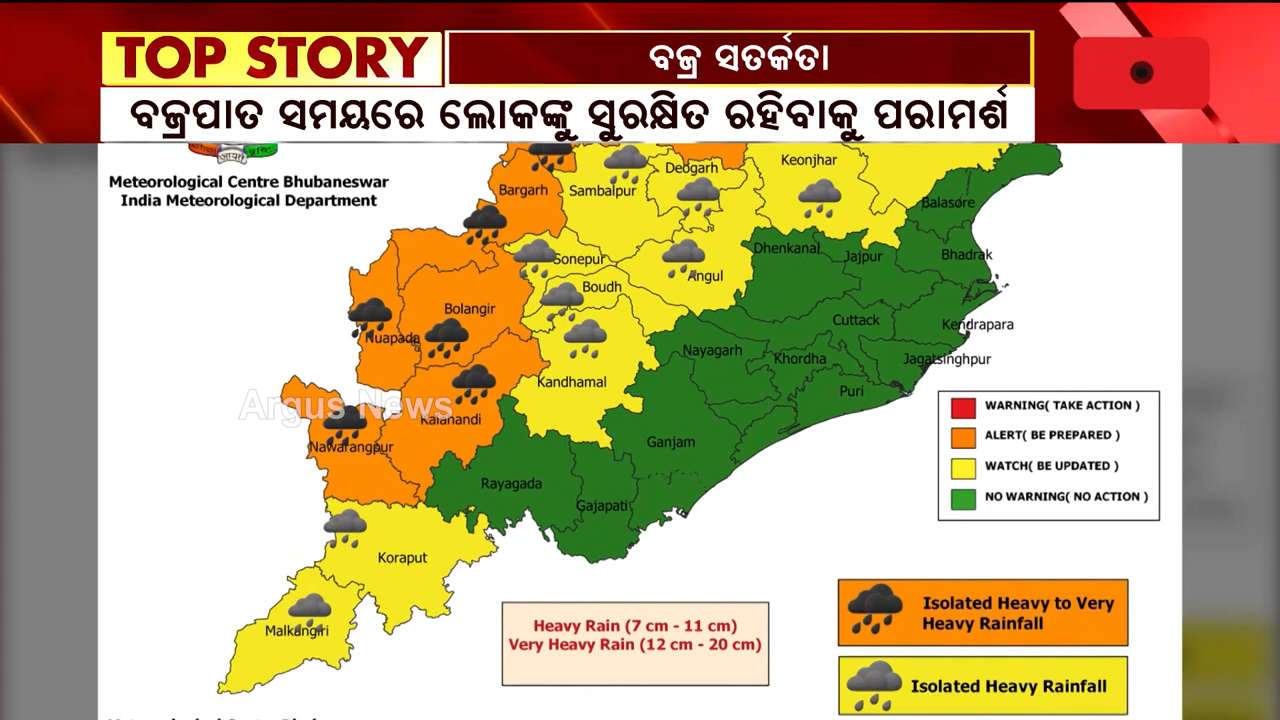 TOP STORY
ବଜ୍ର ସତର୍କତା
ବଜ୍ରପାତ ସମୟରେ ଲୋକଙ୍କୁ ସୁରକ୍ଷିତ ରହିବାକୁ ପରାମର୍ଶ
Meteorological Centre Bhubaneswar
India Meteorological Department
Deogarh
Keonjhar
Bargarh
Sambalpur
Balasore
Dhenkanal
Jajpur
Bhadrak
Sonepur
Angul
Boudh
Bolangir
Cuttack
Kendrapara
Nuapada
Nayagarh
Khordha
Jagatsinghpur
Kandhamal
Puri
Argus News
Kalahandi
Nawarangpur
Ganjam
Rayagada
Gajapati
Koraput
Malkangiri
WARNING( TAKE ACTION )
ALERT( BE PREPARED )
WATCH( BE UPDATED )
NO WARNING( NO ACTION )
Heavy Rain (7 cm - 11 cm)
Very Heavy Rain (12 cm - 20 cm)
Isolated Heavy to Very
Heavy Rainfall
Isolated Heavy Rainfall